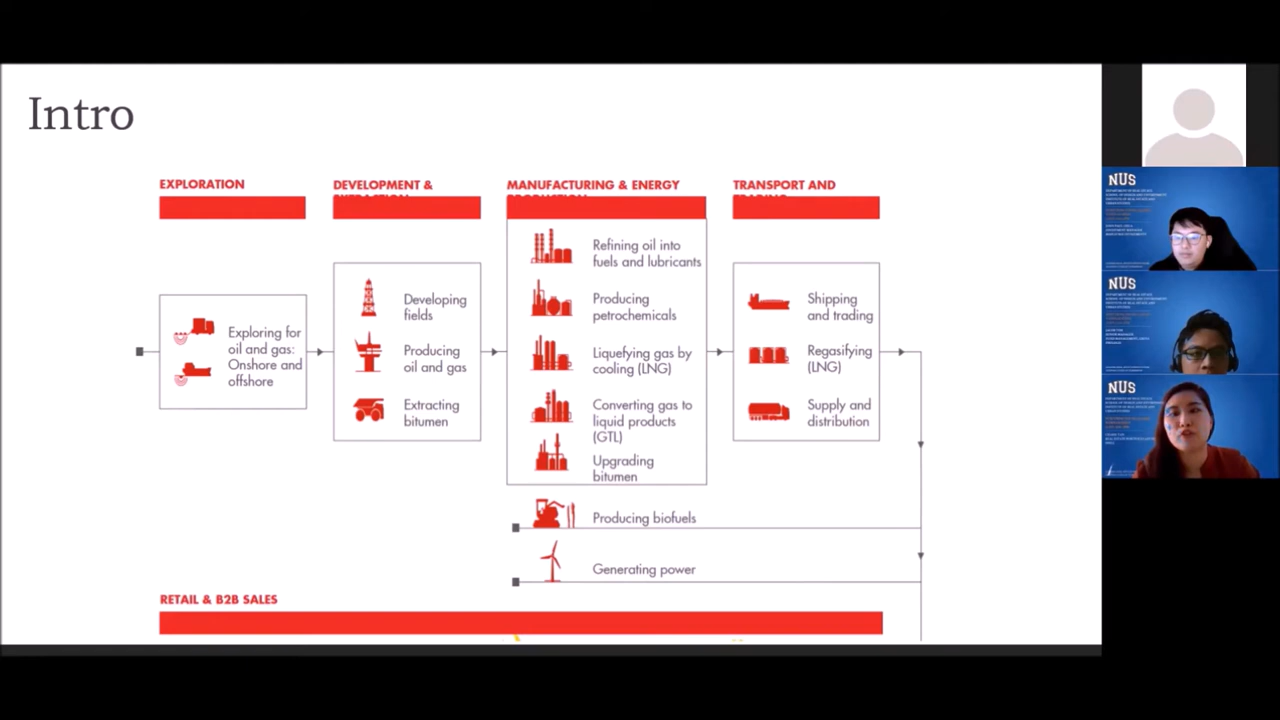 Intro
EXPLORATION
DEVELOPMENT &
EXTRACTION
MANUFACTURING & ENERGY
PRODUCTION
TRANSPORT AND
TRADING
Exploring for
oil and gas:
Onshore and
offshore
Developing
fields
Producing
oil and gas
Extracting
bitumen
Refining oil into
fuels and lubricants
Producing
petrochemicals
Liquefying gas by
cooling (LNG)
Converting gas to
liquid products
(GTL)
Upgrading
bitumen
Shipping
and trading
Regasifying
(LNG)
Supply and
distribution
Producing biofuels
Generating power
RETAIL & B2B SALES
NUS
NUS
NUS